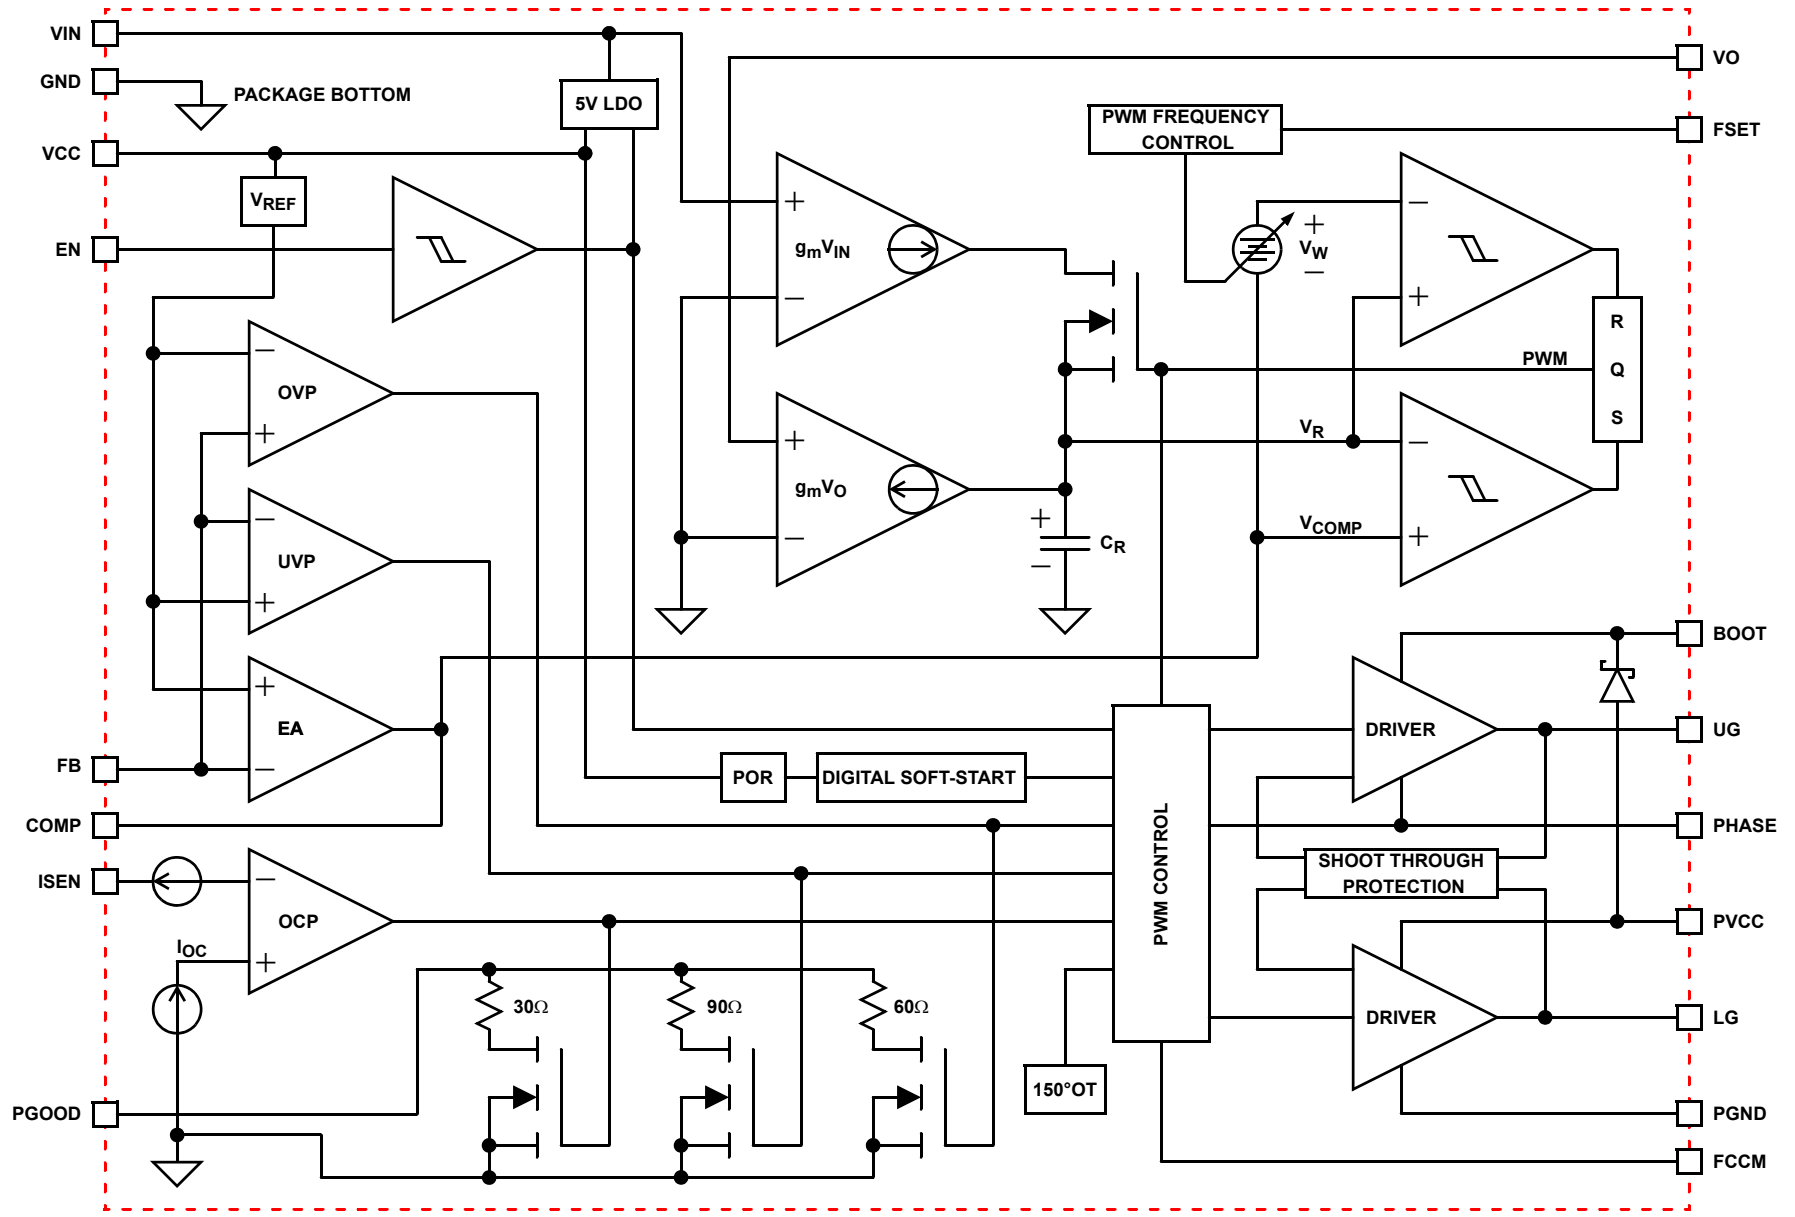 VIN
VO
GND
PACKAGE BOTTOM
5V LDO
PWM FREQUENCY
CONTROL
FSET
VCC
VREF
EN
+
gmVIN
−
−
+
VW
−
+
R
Q
S
PWM
−
OVP
+
+
gmVO
−
VR
−
VCOMP
+
+
CR
−
−
UVP
+
BOOT
+
EA
−
DRIVER
UG
FB
POR
DIGITAL SOFT-START
COMP
PHASE
PWM CONTROL
SHOOT THROUGH
PROTECTION
ISEN
−
OCP
+
IOC
PVCC
30Ω
90Ω
60Ω
DRIVER
LG
150°OT
PGOOD
PGND
FCCM